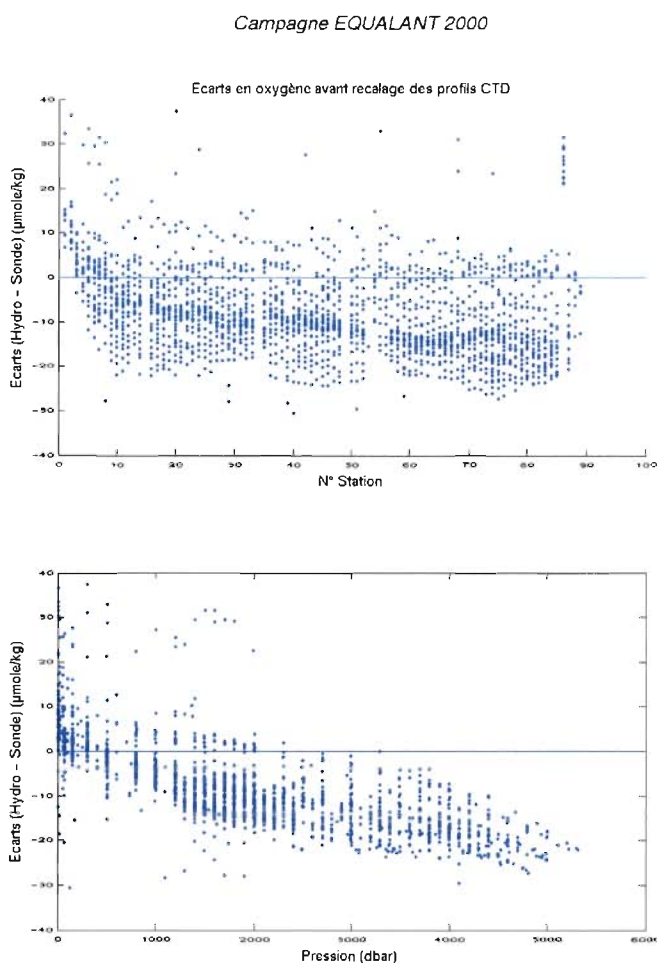 Campagne EQUALANT 2000
Ecarts en oxygène avant recalage des profils CTD
Ecarts (Hydro - Sonde) (µmole/kg)
40
30
20
10
0
-10
-20
-30
-40
0 10 20 30 40 50 60 70 80 90 100
N° Station
Ecarts (Hydro - Sonde) (µmole/kg)
40
30
20
10
0
-10
-20
-30
-40
0 1000 2000 3000 4000 5000 6000
Pression (dbar)